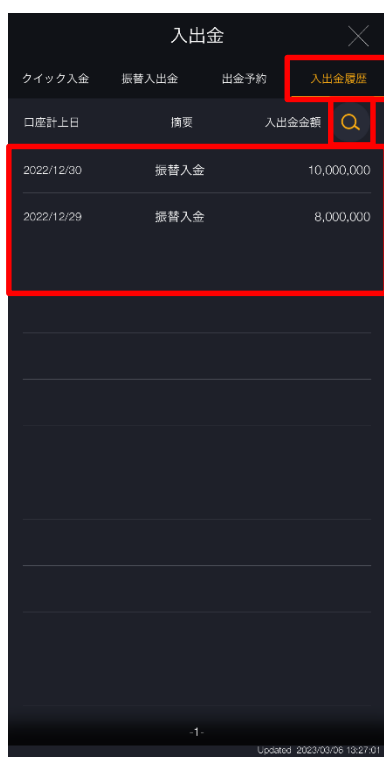 入出金
クイック入金 振替入出金 出金予約 入出金履歴
口座計上日 摘要 入出金金額
2022/12/30 振替入金 10,000,000
2022/12/29 振替入金 8,000,000
-1-
Updated 2023/03/06 13:27:01